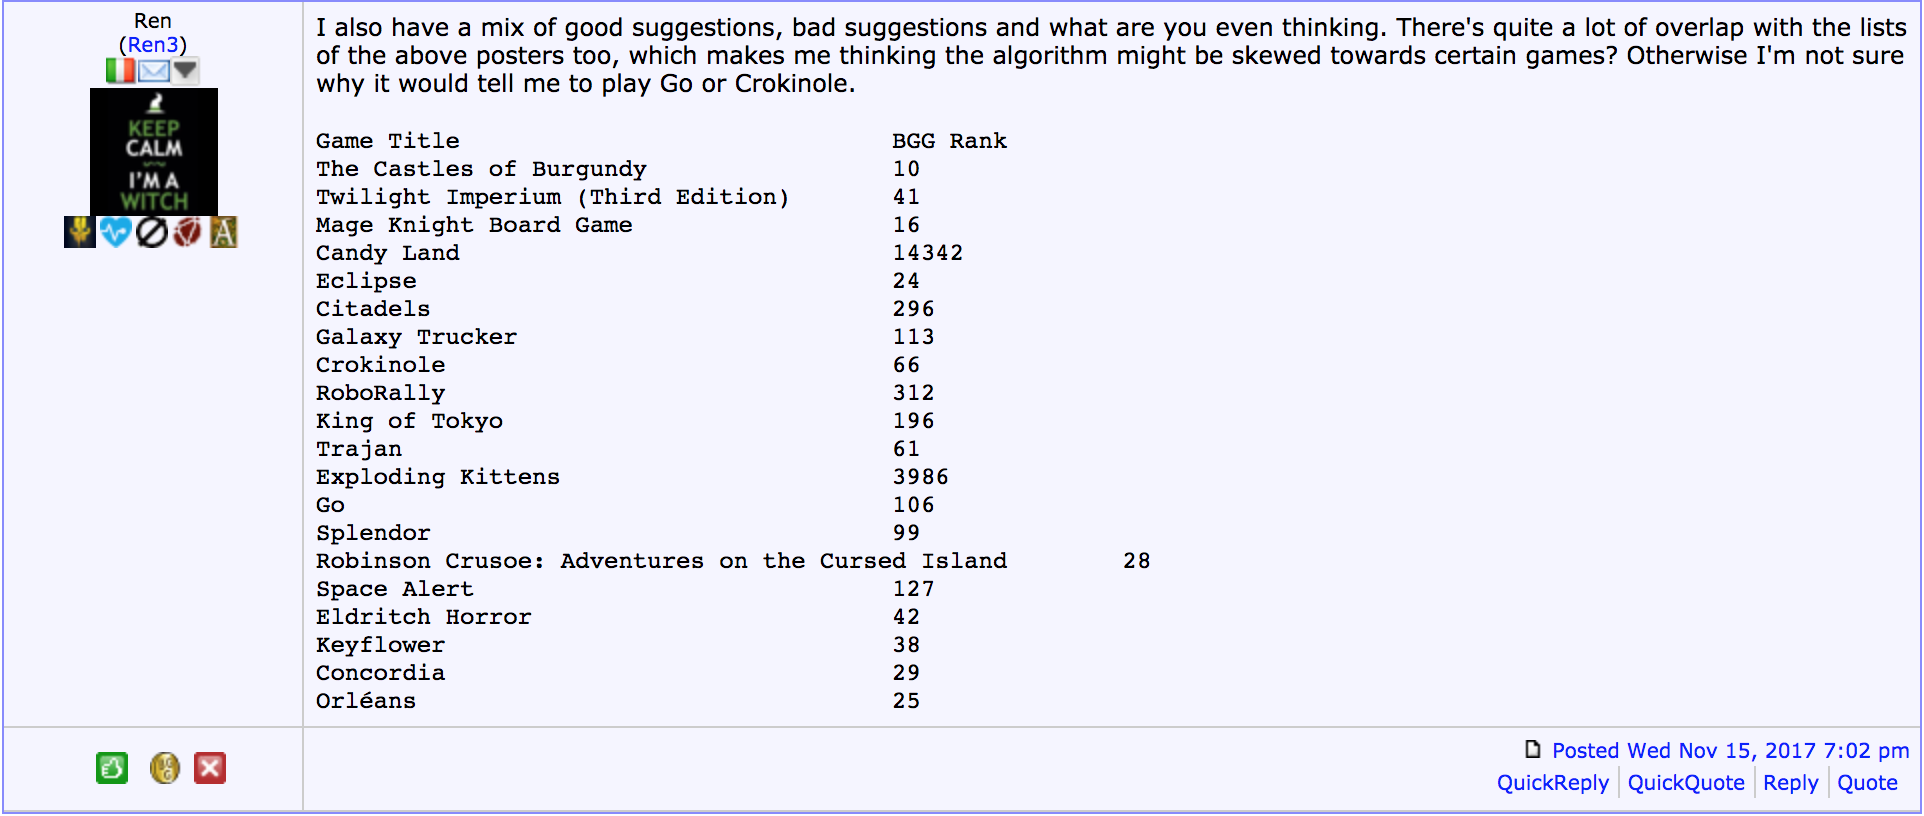 Ren
(Ren3)
KEEP
CALM
I'M A
WITCH
A
I also have a mix of good suggestions, bad suggestions and what are you even thinking. There's quite a lot of overlap with the lists
of the above posters too, which makes me thinking the algorithm might be skewed towards certain games? Otherwise I'm not sure
why it would tell me to play Go or Crokinole.
Game Title BGG Rank
The Castles of Burgundy 10
Twilight Imperium (Third Edition) 41
Mage Knight Board Game 16
Candy Land 14342
Eclipse 24
Citadels 296
Galaxy Trucker 113
Crokinole 66
RoboRally 312
King of Tokyo 196
Trajan 61
Exploding Kittens 3986
Go 106
Splendor 99
Robinson Crusoe: Adventures on the Cursed Island 28
Space Alert 127
Eldritch Horror 42
Keyflower 38
Concordia 29
Orléans 25
Posted Wed Nov 15, 2017 7:02 pm
QuickReply QuickQuote Reply Quote